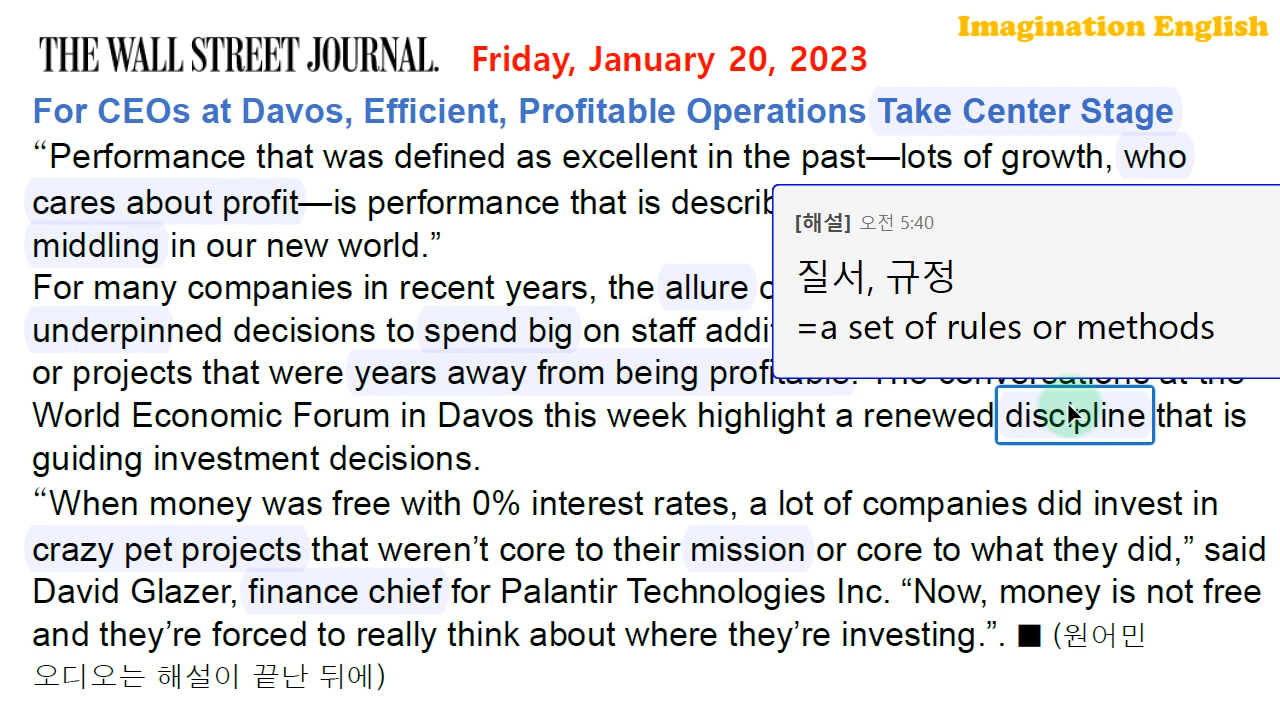 Imagination English
THE WALL STREET JOURNAL. Friday, January 20, 2023
For CEOs at Davos, Efficient, Profitable Operations Take Center Stage
“Performance that was defined as excellent in the past—lots of growth, who
cares about profit—is performance that is describ
middling in our new world.”
For many companies in recent years, the allure
underpinned decisions to spend big on staff addi
or projects that were years away from being profitable. The conversations at the
World Economic Forum in Davos this week highlight a renewed discipline that is
guiding investment decisions.
“When money was free with 0% interest rates, a lot of companies did invest in
crazy pet projects that weren’t core to their mission or core to what they did,” said
David Glazer, finance chief for Palantir Technologies Inc. “Now, money is not free
and they’re forced to really think about where they’re investing.”. ■ (원어민
오디오는 해설이 끝난 뒤에)
[해설] 오전 5:40
질서, 규정
=a set of rules or methods